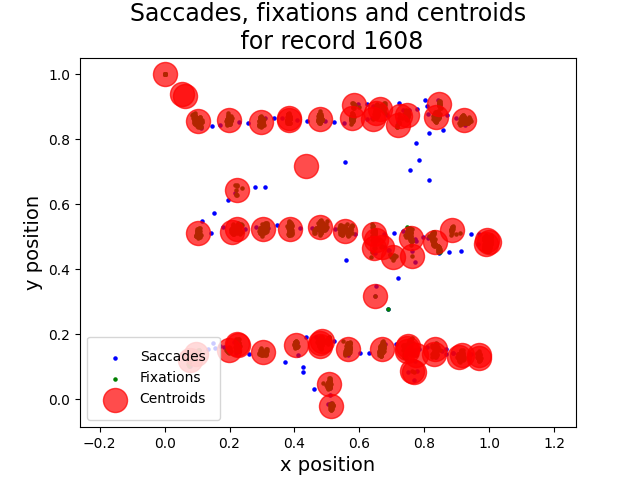 Saccades, fixations and centroids
for record 1608
y position
1.0
0.8
0.6
0.4
0.2
0.0
Saccades
Fixations
Centroids
−0.2
0.0
0.2
0.4
0.6
0.8
1.0
1.2
x position